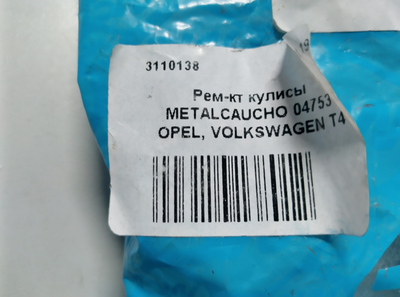 3110138
Рем-кт кулисы
METALCAUCHO 04753
OPEL, VOLKSWAGEN T4